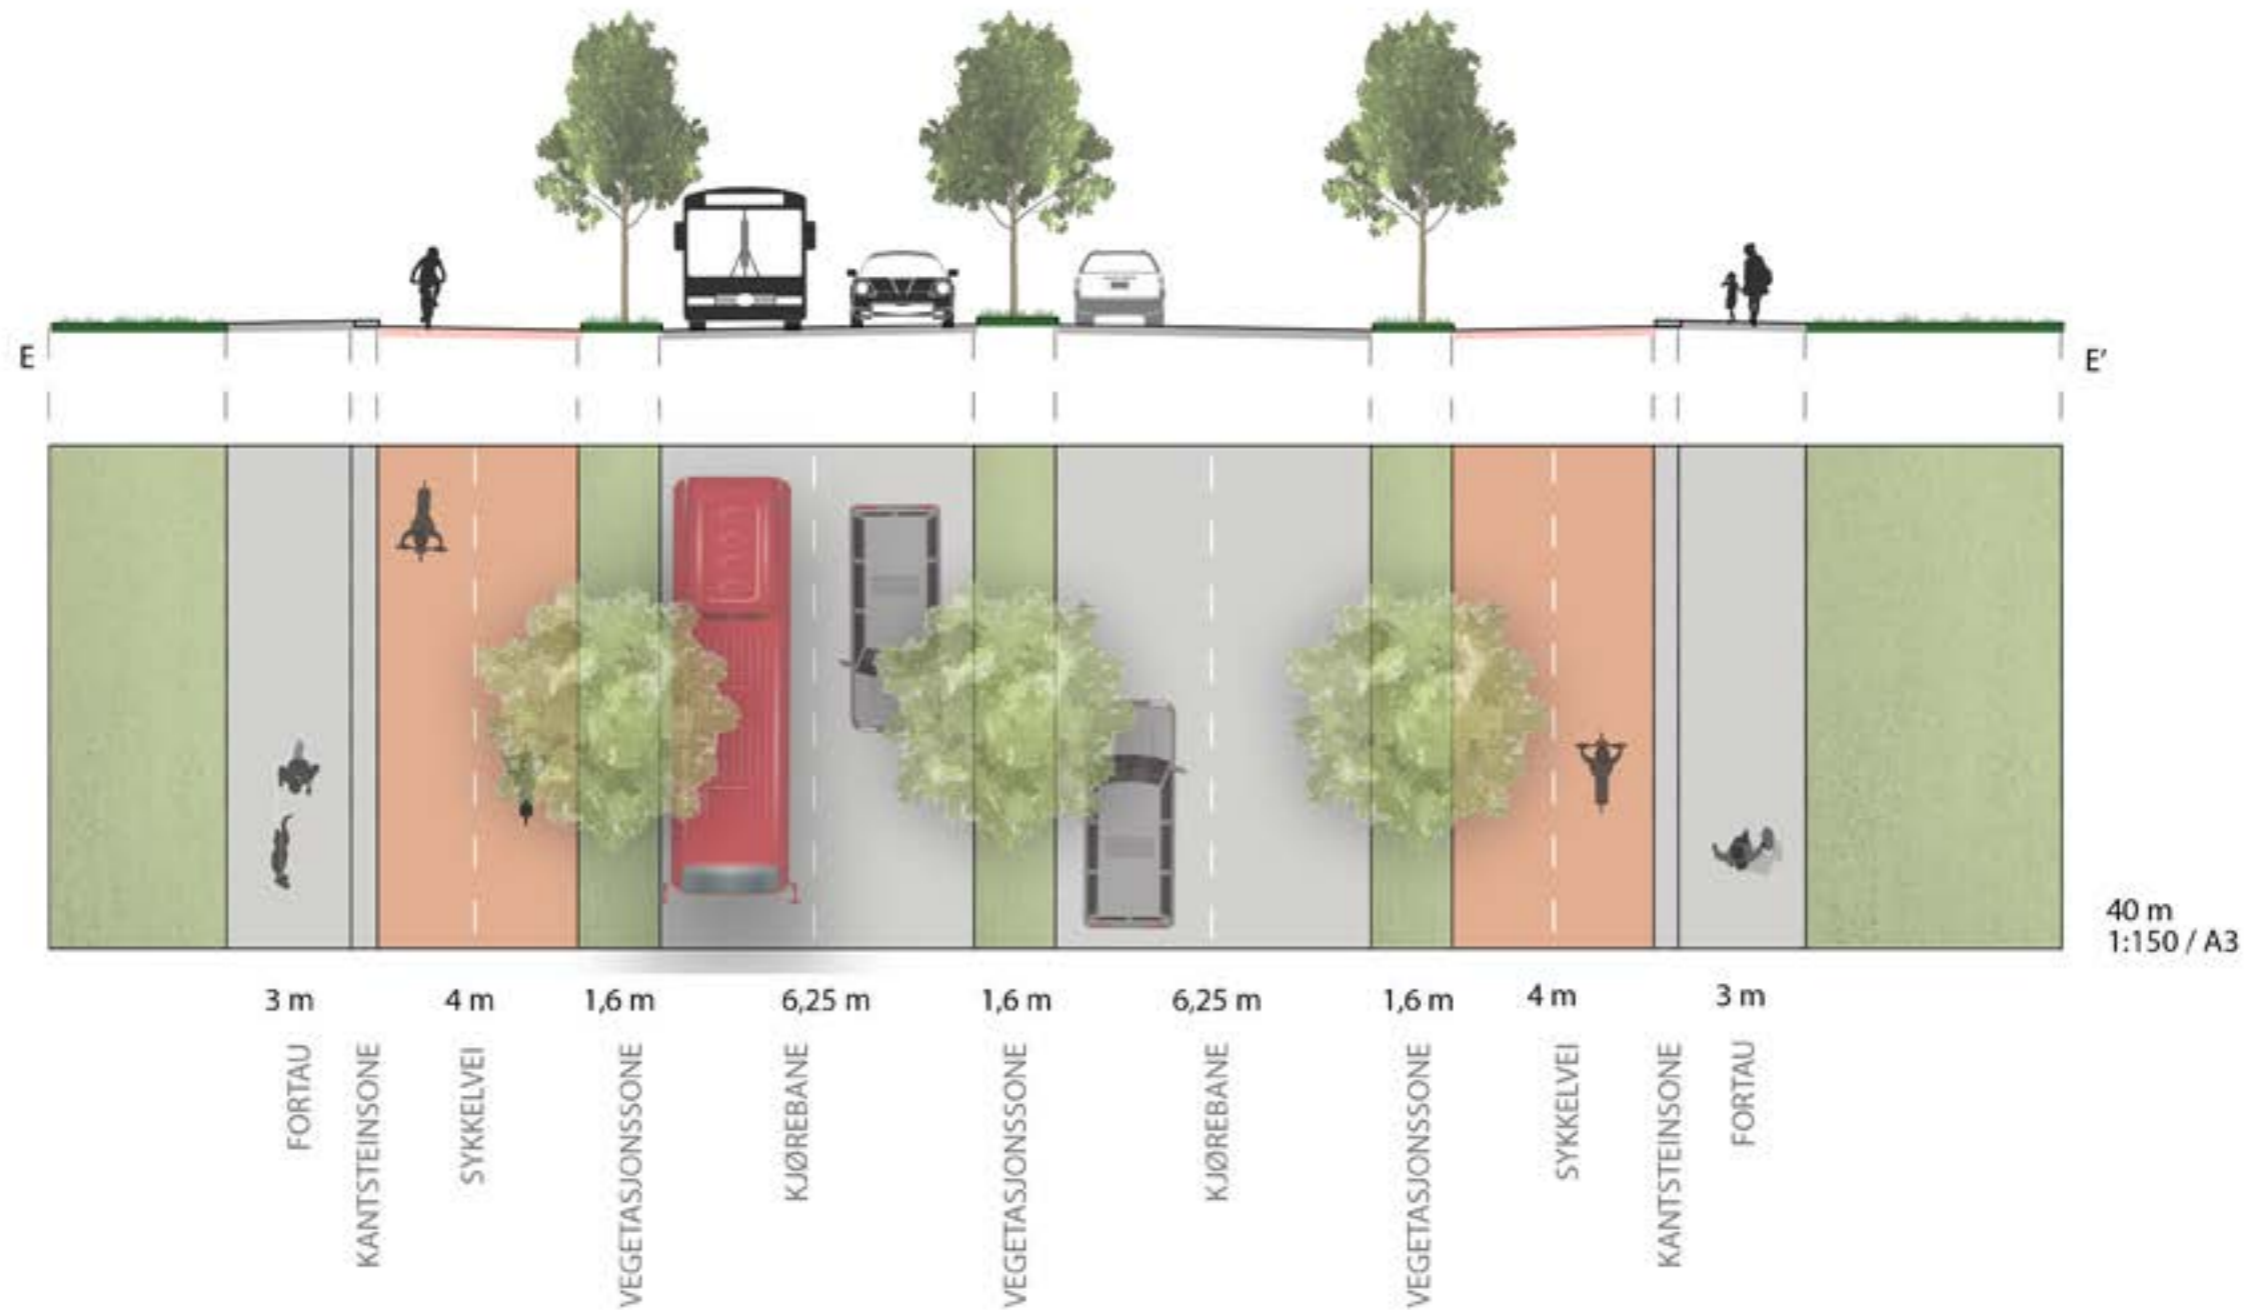 E
E'
40 m
1:150 / A3
3 m
4 m
1,6 m
6,25 m
1,6 m
6,25 m
1,6 m
4 m
3 m
FORTAU
KANTSTEINSONE
SYKKELVEI
VEGETASJONSSONE
KJØREBANE
VEGETASJONSSONE
KJØREBANE
VEGETASJONSSONE
SYKKELVEI
KANTSTEINSONE
FORTAU